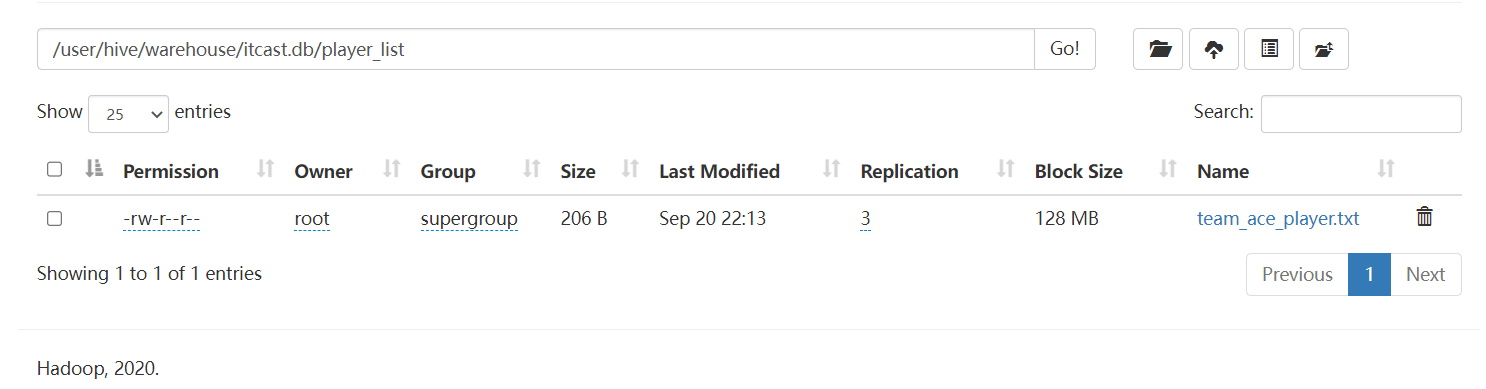 /user/hive/warehouse/itcast.db/player_list Go!
Show 25 entries Search:
Permission Owner Group Size Last Modified Replication Block Size Name
-rw-r--r-- root supergroup 206 B Sep 20 22:13 3 128 MB team_ace_player.txt
Showing 1 to 1 of 1 entries Previous 1 Next
Hadoop, 2020.